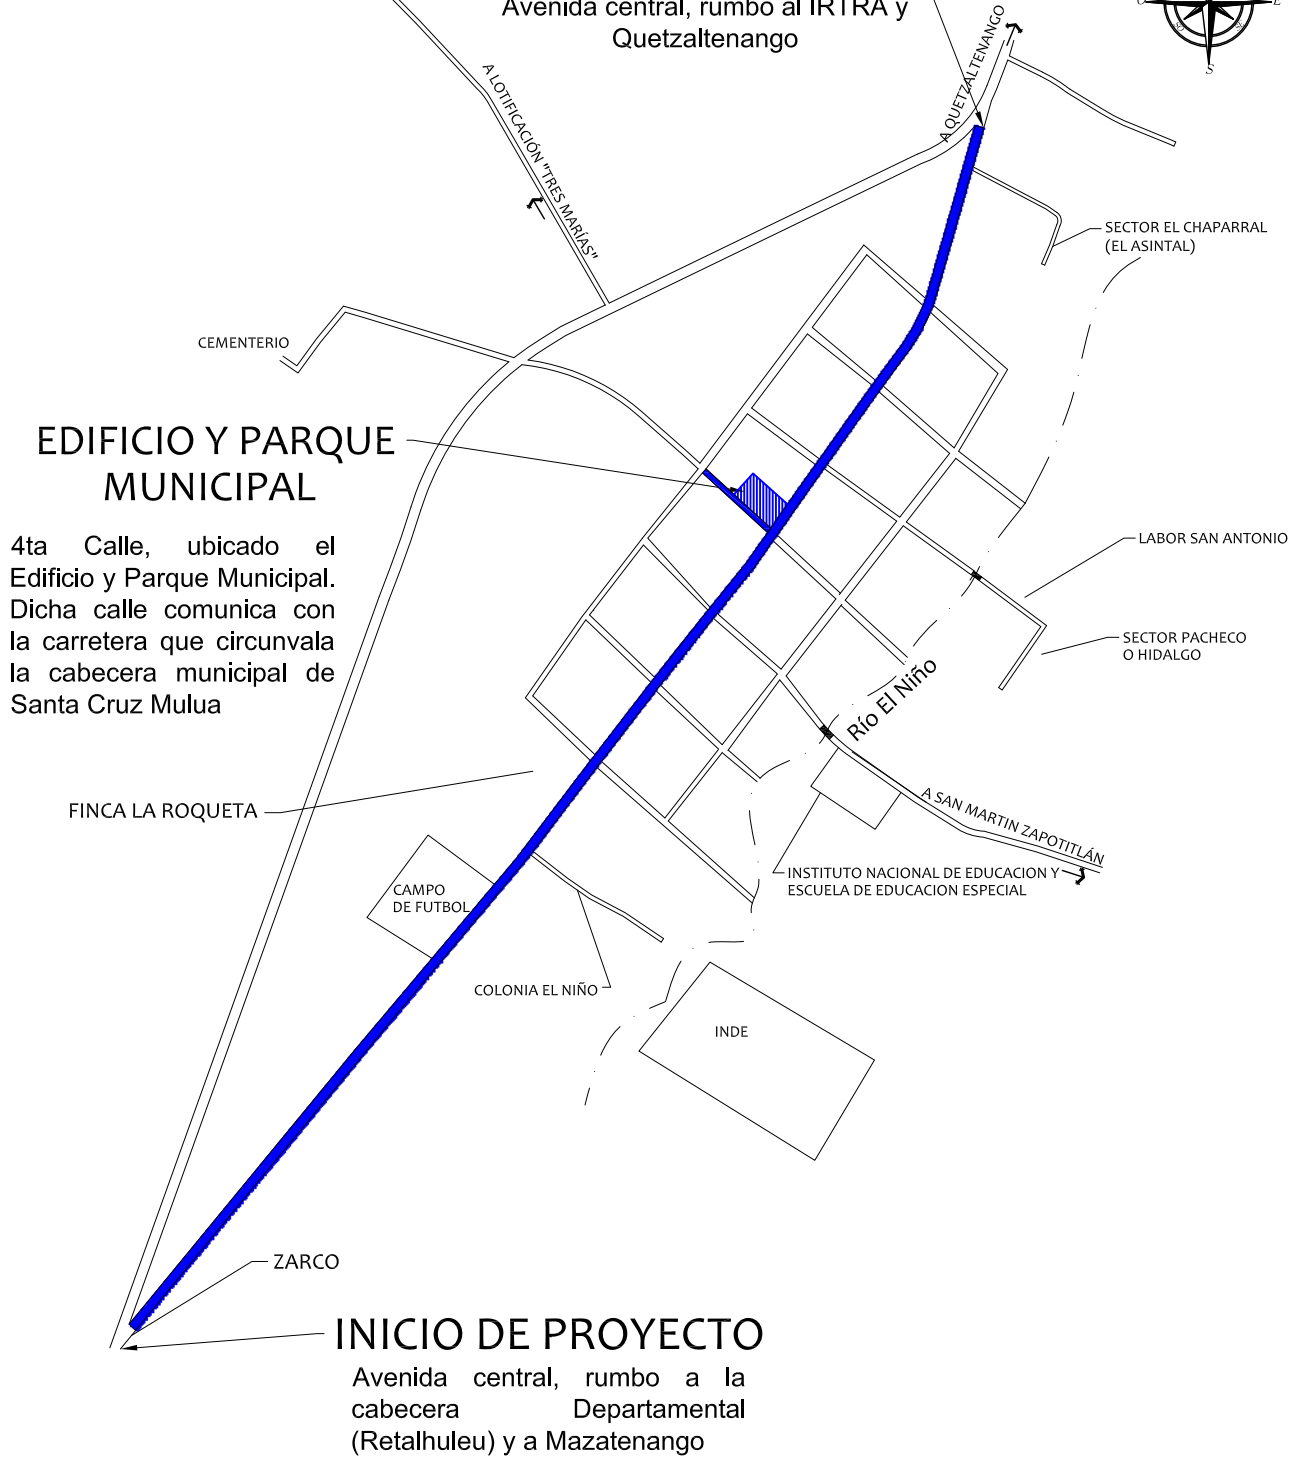 Avenida central, rumbo al IRTRA y
Quetzaltenango
O
E
SO
SE
S
A QUETZALTENANGO
A LOTIFICACIÓN "TRES MARÍAS"
SECTOR EL CHAPARRAL
(EL ASINTAL)
CEMENTERIO
EDIFICIO Y PARQUE
MUNICIPAL
4ta Calle, ubicado el
Edificio y Parque Municipal.
Dicha calle comunica con
la carretera que circunvala
la cabecera municipal de
Santa Cruz Mulua
LABOR SAN ANTONIO
SECTOR PACHECO
O HIDALGO
Río El Niño
FINCA LA ROQUETA
A SAN MARTIN ZAPOTITLÁN
INSTITUTO NACIONAL DE EDUCACION Y
ESCUELA DE EDUCACION ESPECIAL
CAMPO
DE FUTBOL
COLONIA EL NIÑO
INDE
ZARCO
INICIO DE PROYECTO
Avenida central, rumbo a la
cabecera Departamental
(Retalhuleu) y a Mazatenango